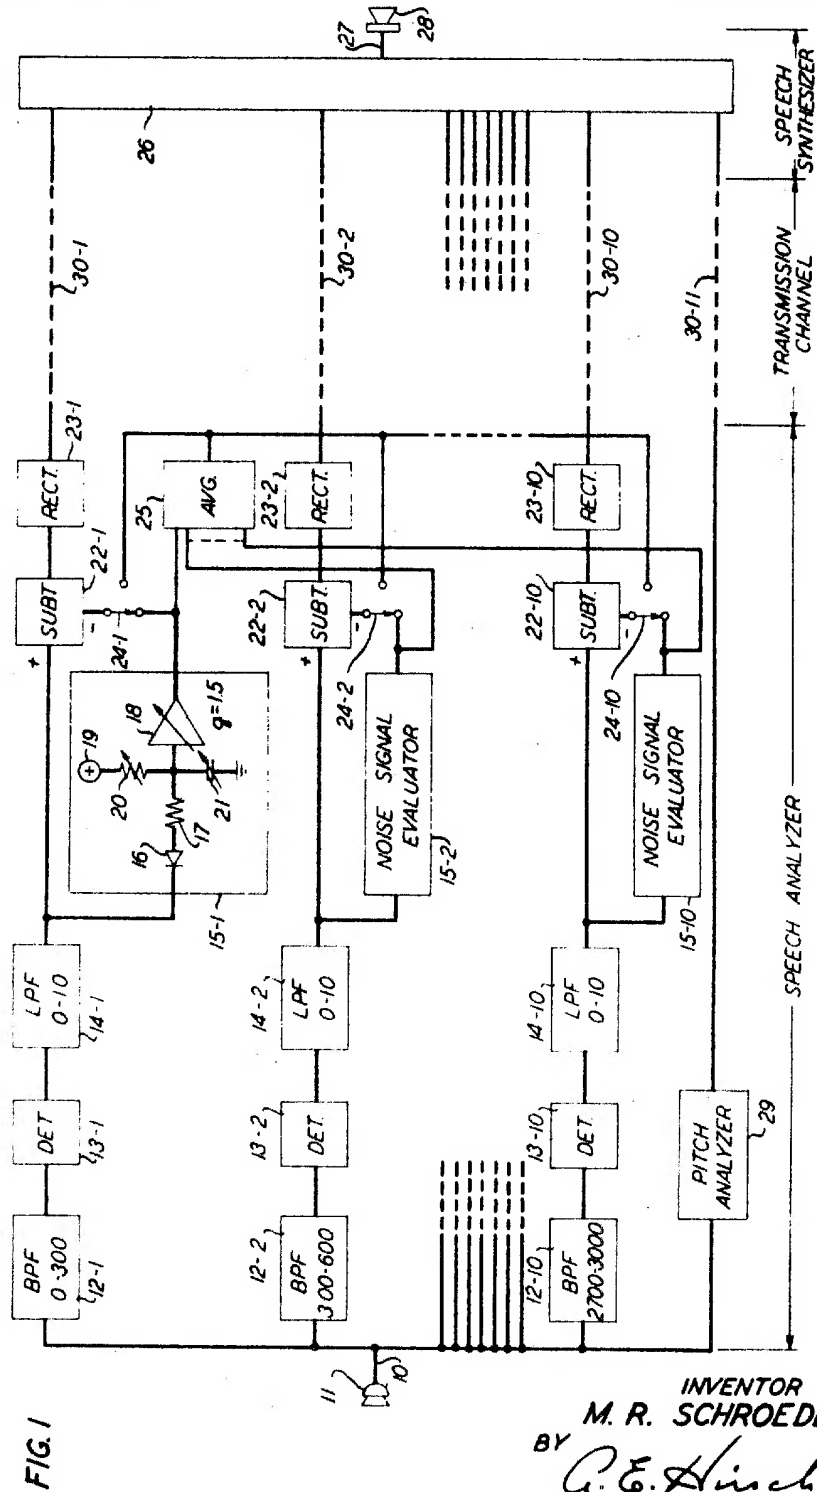 FIG. 1
11
10
BPF
0-300
12-1
DET
13-1
LPF
0-10
14-1
15-1
16
17
18
19
20
21
g=1.5
+
SUBT
-
22-1
24-1
RECT.
23-1
30-1
AVG.
25
BPF
300-600
12-2
DET.
13-2
LPF
0-10
14-2
NOISE SIGNAL
EVALUATOR
15-2
+
SUBT.
-
22-2
24-2
RECT.
23-2
30-2
BPF
2700-3000
12-10
DET.
13-10
LPF
0-10
14-10
NOISE SIGNAL
EVALUATOR
15-10
+
SUBT.
-
22-10
24-10
RECT.
23-10
30-10
PITCH
ANALYZER
29
30-11
26
27
28
SPEECH ANALYZER
TRANSMISSION
CHANNEL
SPEECH
SYNTHESIZER
INVENTOR
M. R. SCHROED
BY
G. E. Hirsch